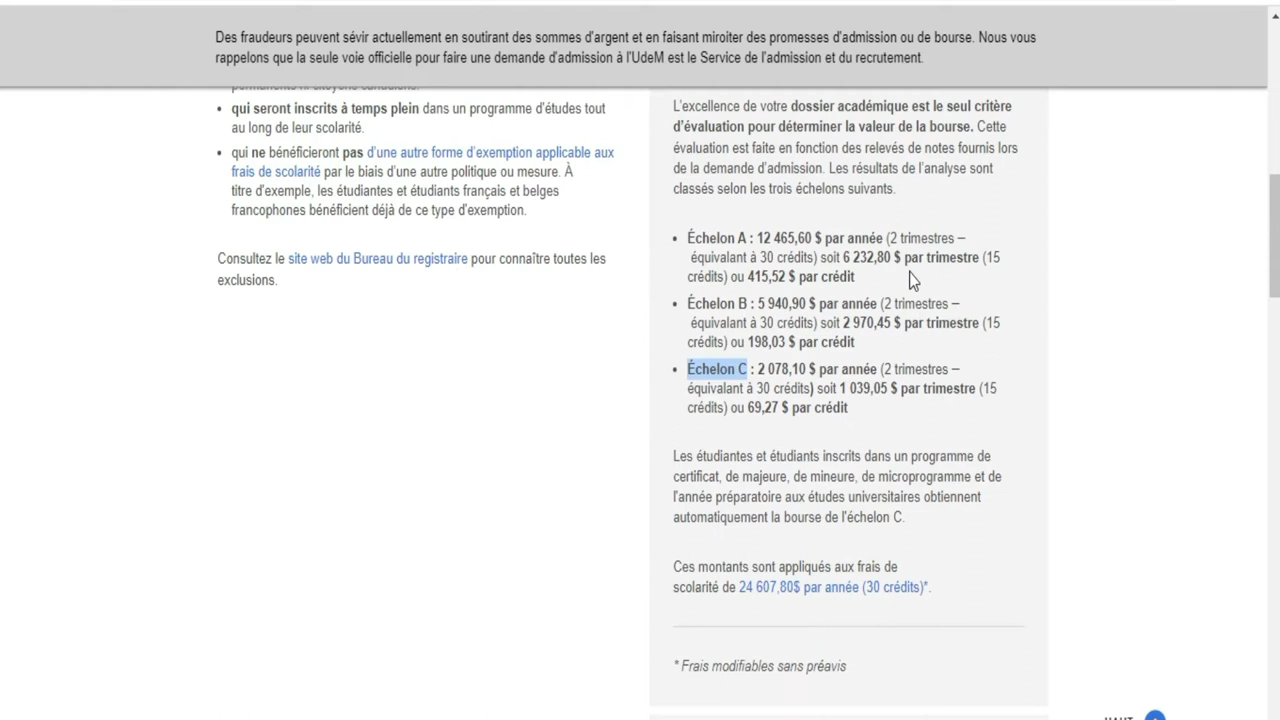 Des fraudeurs peuvent sévir actuellement en soutirant des sommes d'argent et en faisant miroiter des promesses d'admission ou de bourse. Nous vous
rappelons que la seule voie officielle pour faire une demande d'admission à l'UdeM est le Service de l'admission et du recrutement.
permanents ni citoyens canadiens.
qui seront inscrits à temps plein dans un programme d'études tout
au long de leur scolarité.
qui ne bénéficieront pas d'une autre forme d'exemption applicable aux
frais de scolarité par le biais d'une autre politique ou mesure. À
titre d'exemple, les étudiantes et étudiants français et belges
francophones bénéficient déjà de ce type d'exemption.
Consultez le site web du Bureau du registraire pour connaître toutes les
exclusions.
L'excellence de votre dossier académique est le seul critère
d'évaluation pour déterminer la valeur de la bourse. Cette
évaluation est faite en fonction des relevés de notes fournis lors
de la demande d'admission. Les résultats de l'analyse sont
classés selon les trois échelons suivants.
Échelon A : 12 465,60 $ par année (2 trimestres –
équivalant à 30 crédits) soit 6 232,80 $ par trimestre (15
crédits) ou 415,52 $ par crédit
Échelon B : 5 940,90 $ par année (2 trimestres –
équivalant à 30 crédits) soit 2 970,45 $ par trimestre (15
crédits) ou 198,03 $ par crédit
Échelon C : 2 078,10 $ par année (2 trimestres –
équivalant à 30 crédits) soit 1 039,05 $ par trimestre (15
crédits) ou 69,27 $ par crédit
Les étudiantes et étudiants inscrits dans un programme de
certificat, de majeure, de mineure, de microprogramme et de
l'année préparatoire aux études universitaires obtiennent
automatiquement la bourse de l'échelon C.
Ces montants sont appliqués aux frais de
scolarité de 24 607,80$ par année (30 crédits)*.
* Frais modifiables sans préavis
HAUT